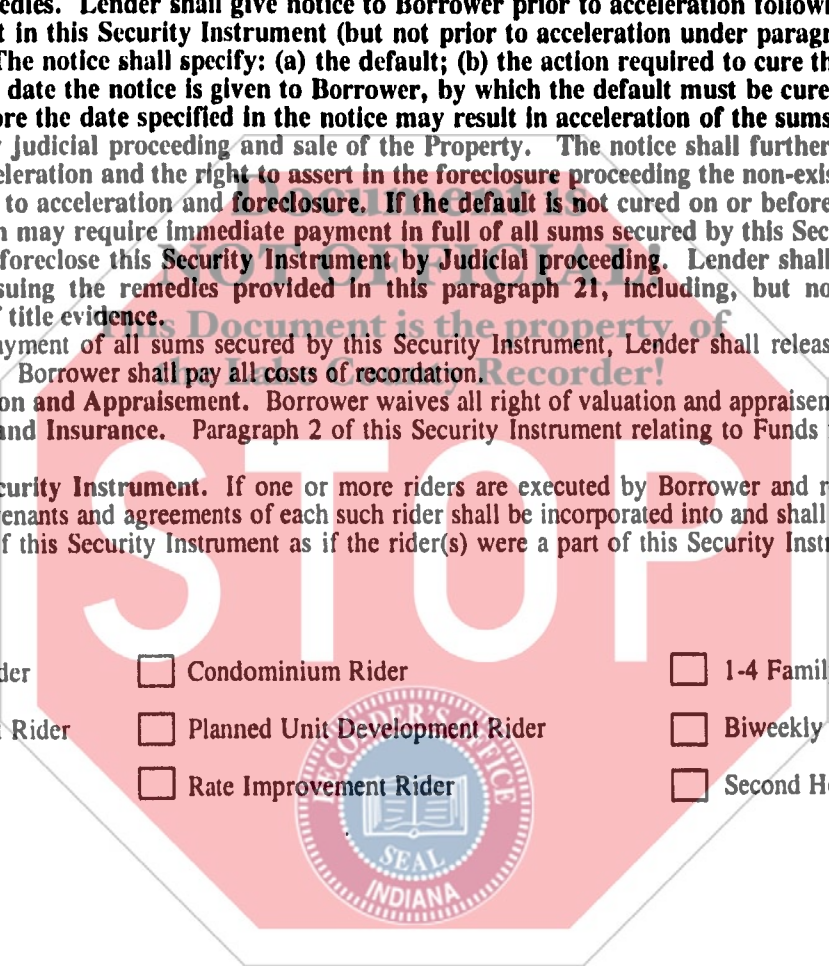 edies. Lender shall give notice to Borrower prior to acceleration followi
t in this Security Instrument (but not prior to acceleration under paragr
The notice shall specify: (a) the default; (b) the action required to cure th
date the notice is given to Borrower, by which the default must be cure
ore the date specified in the notice may result in acceleration of the sums
Judicial proceeding and sale of the Property. The notice shall further
eleration and the right to assert in the foreclosure proceeding the non-exis
to acceleration and foreclosure. If the default is not cured on or before
n may require immediate payment in full of all sums secured by this Sec
foreclose this Security Instrument by Judicial proceeding. Lender shall
suing the remedies provided in this paragraph 21, including, but no
title evidence.
ayment of all sums secured by this Security Instrument, Lender shall releas
Borrower shall pay all costs of recordation.
on and Appraisement. Borrower waives all right of valuation and appraisem
and Insurance. Paragraph 2 of this Security Instrument relating to Funds
curity Instrument. If one or more riders are executed by Borrower and r
enants and agreements of each such rider shall be incorporated into and shall
f this Security Instrument as if the rider(s) were a part of this Security Instr
der
Condominium Rider
1-4 Famil
Rider
Planned Unit Development Rider
Biweekly
Rate Improvement Rider
Second H
Document is
NOT OFFICIAL!
This Document is the property of
the Lake County Recorder!
STOP
RECORDER'S OFFICE
SEAL
INDIANA